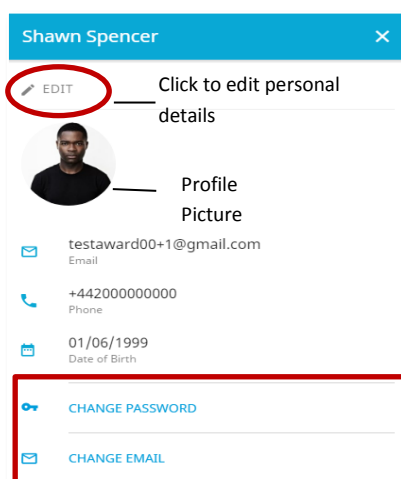 Shawn Spencer
EDIT
Click to edit personal
details
Profile
Picture
testaward00+1@gmail.com
Email
+442000000000
Phone
01/06/1999
Date of Birth
CHANGE PASSWORD
CHANGE EMAIL